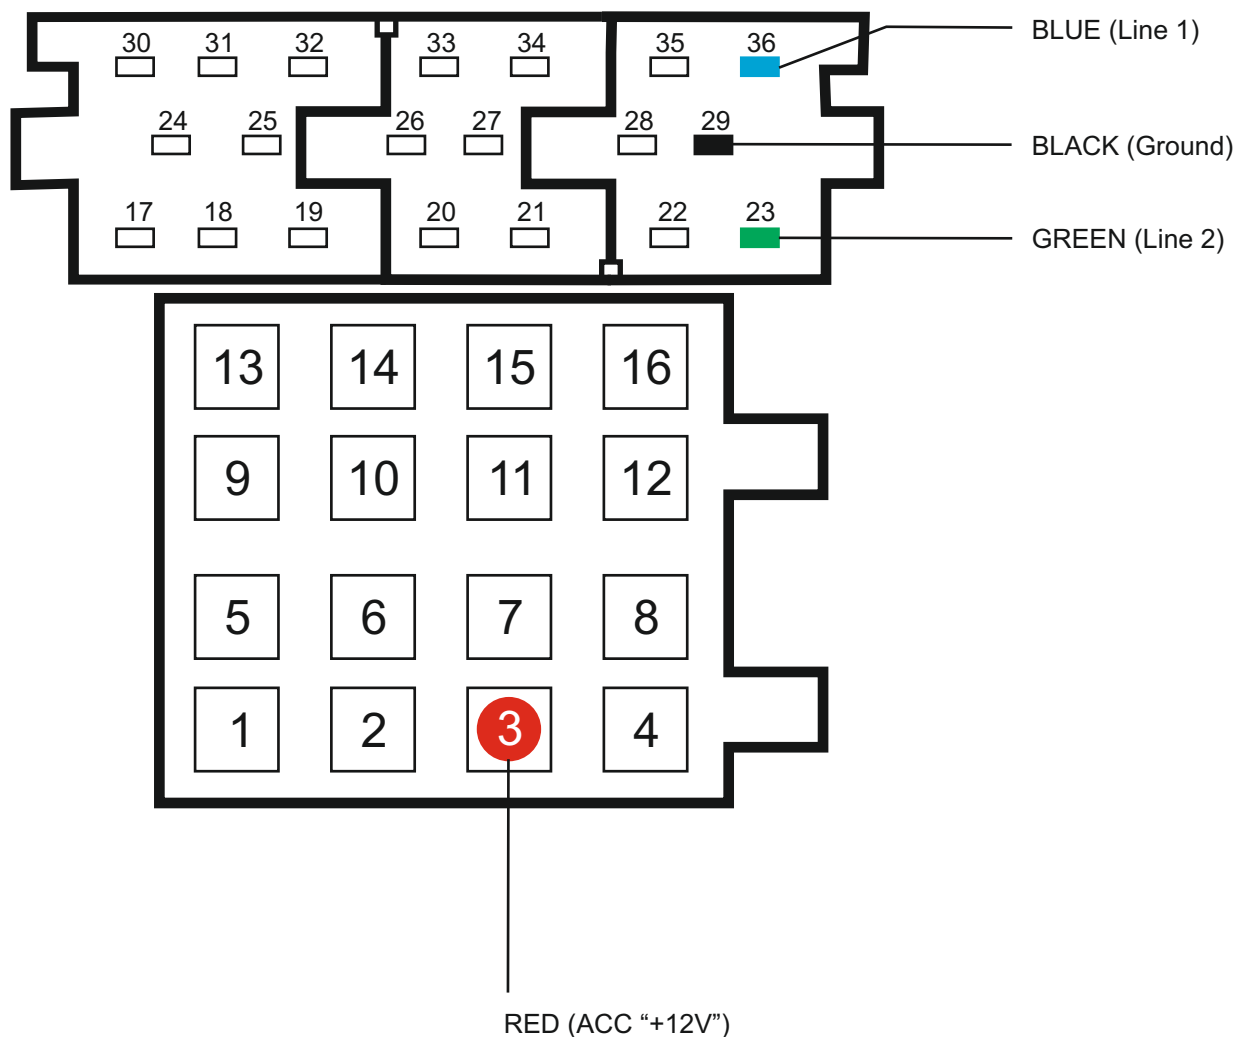 BLUE (Line 1)
30 31 32 33 34 35 36
24 25 26 27 28 29
BLACK (Ground)
17 18 19 20 21 22 23
GREEN (Line 2)
13 14 15 16
9 10 11 12
5 6 7 8
1 2 3 4
RED (ACC “+12V”)